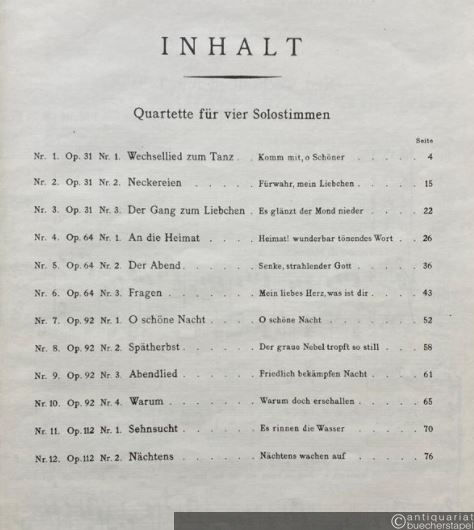 INHALT
Quartette für vier Solostimmen
Seite
Nr. 1. Op. 31 Nr. 1. Wechsellied zum Tanz . . Komm mit, o Schöner . . . . . 4
Nr. 2. Op. 31 Nr. 2. Neckereien . . . . . Fürwahr, mein Liebchen . . . . . 15
Nr. 3. Op. 31 Nr. 3. Der Gang zum Liebchen . Es glänzt der Mond nieder . . . . 22
Nr. 4. Op. 64 Nr. 1. An die Heimat . . . . Heimat! wunderbar tönendes Wort . . 26
Nr. 5. Op. 64 Nr. 2. Der Abend . . . . . . Senke, strahlender Gott . . . . . 36
Nr. 6. Op. 64 Nr. 3. Fragen . . . . . . . Mein liebes Herz, was ist dir . . . . 43
Nr. 7. Op. 92 Nr. 1. O schöne Nacht . . . . O schöne Nacht . . . . . . 52
Nr. 8. Op. 92 Nr. 2. Spätherbst . . . . . . Der graue Nebel tropft so still . . . . 58
Nr. 9. Op. 92 Nr. 3. Abendlied . . . . . . Friedlich bekämpfen Nacht . . . . 61
Nr. 10. Op. 92 Nr. 4. Warum . . . . . . . Warum doch erschallen . . . . . 65
Nr. 11. Op. 112 Nr. 1. Sehnsucht . . . . . . Es rinnen die Wasser . . . . . 70
Nr. 12. Op. 112 Nr. 2. Nächtens . . . . . . Nächtens wachen auf . . . . . 76
antiquariat
buecherstapel